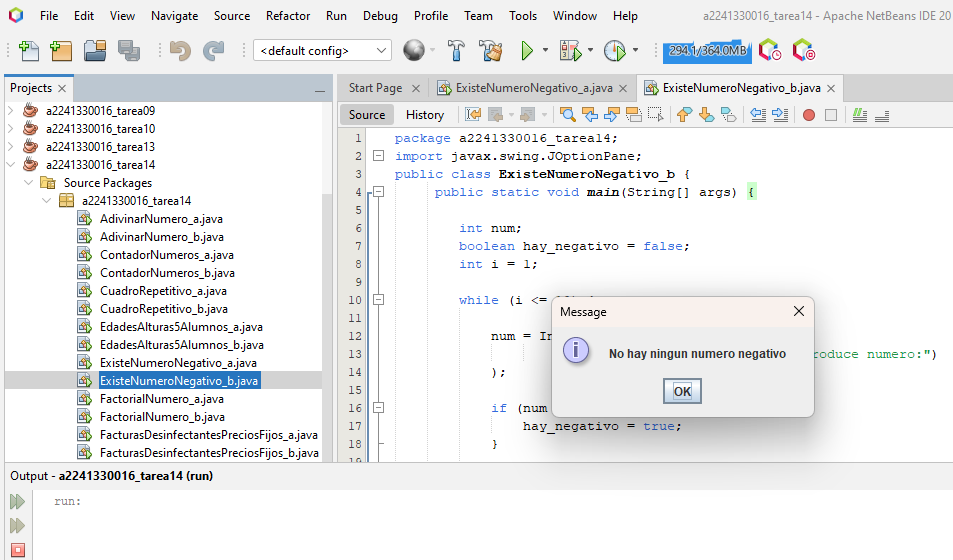 File Edit View Navigate Source Refactor Run Debug Profile Team Tools Window Help a2241330016_tarea14 - Apache NetBeans IDE 20
<default config> 294.1/364.0MB
Projects
a2241330016_tarea09
a2241330016_tarea10
a2241330016_tarea13
a2241330016_tarea14
Source Packages
a2241330016_tarea14
AdivinarNumero_a.java
AdivinarNumero_b.java
ContadorNumeros_a.java
ContadorNumeros_b.java
CuadroRepetitivo_a.java
CuadroRepetitivo_b.java
EdadesAlturas5Alumnos_a.java
EdadesAlturas5Alumnos_b.java
ExisteNumeroNegativo_a.java
ExisteNumeroNegativo_b.java
FactorialNumero_a.java
FactorialNumero_b.java
FacturasDesinfectantesPreciosFijos_a.java
FacturasDesinfectantesPreciosFijos_b.java
Start Page ExisteNumeroNegativo_a.java ExisteNumeroNegativo_b.java
Source History
1 package a2241330016_tarea14;
2 import javax.swing.JOptionPane;
3 public class ExisteNumeroNegativo_b {
4 public static void main(String[] args) {
5
6 int num;
7 boolean hay_negativo = false;
8 int i = 1;
9
10 while (i <=
11
12 num = In
13 roduce numero:")
14 );
15
16 if (num
17 hay_negativo = true;
18 }
19
Message
No hay ningun numero negativo
OK
Output - a2241330016_tarea14 (run)
run: